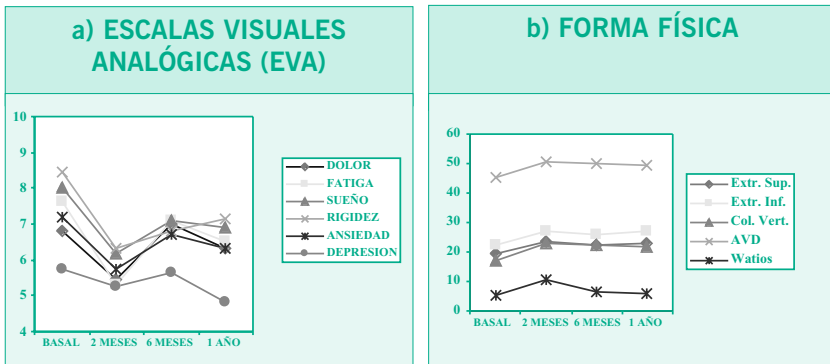 a) ESCALAS VISUALES
ANALÓGICAS (EVA)
10
9
8
7
6
5
4
BASAL 2 MESES 6 MESES 1 AÑO
DOLOR
FATIGA
SUEÑO
RIGIDEZ
ANSIEDAD
DEPRESION
b) FORMA FÍSICA
60
50
40
30
20
10
0
BASAL 2 MESES 6 MESES 1 AÑO
Extr. Sup.
Extr. Inf.
Col. Vert.
AVD
Watios